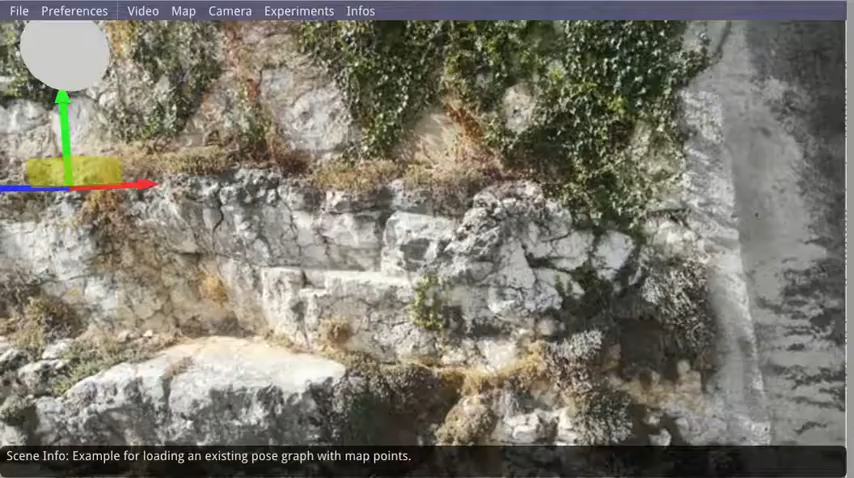 File Preferences Video Map Camera Experiments Infos
Scene Info: Example for loading an existing pose graph with map points.